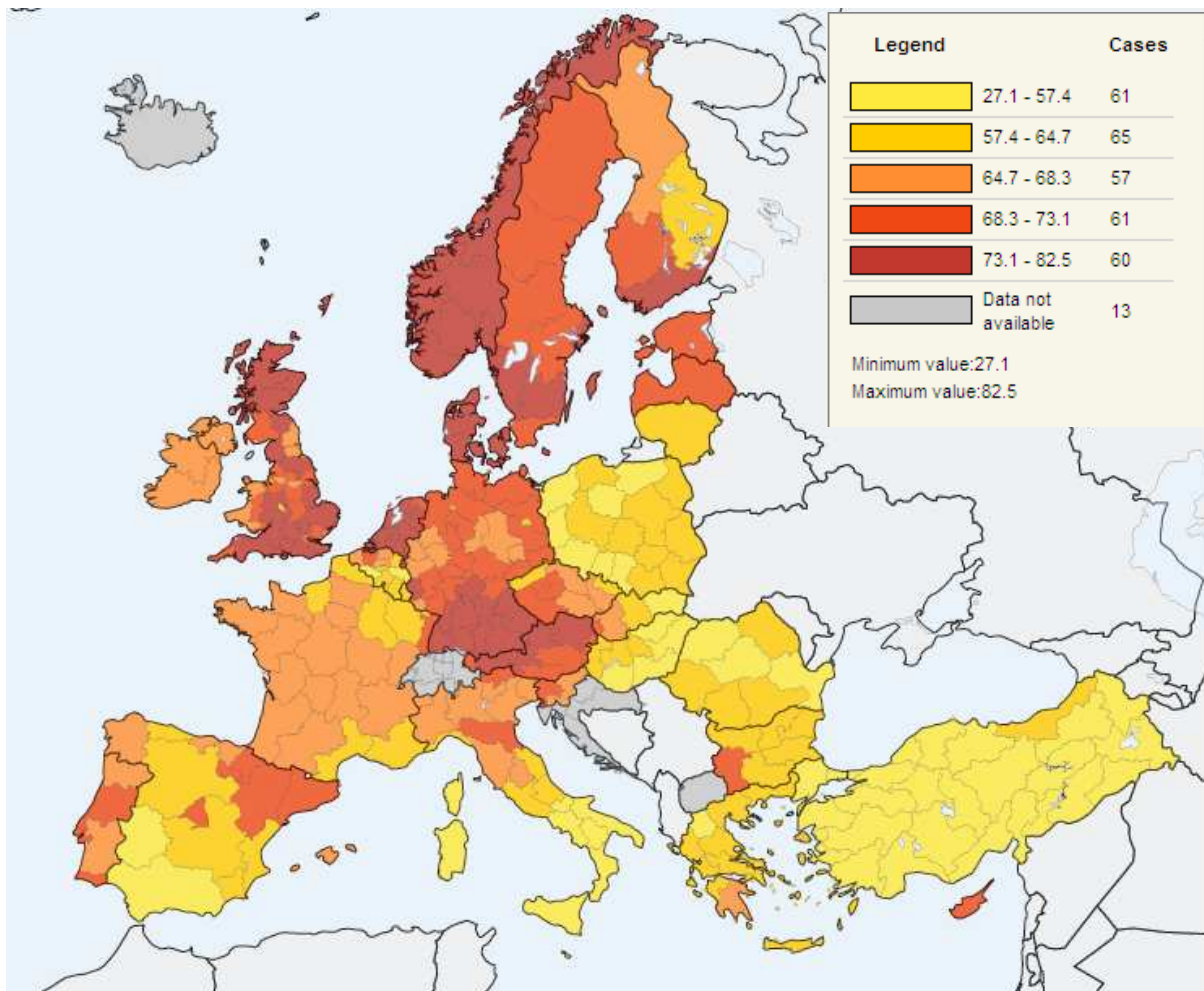 Legend Cases
27.1 - 57.4 61
57.4 - 64.7 65
64.7 - 68.3 57
68.3 - 73.1 61
73.1 - 82.5 60
Data not
available 13
Minimum value:27.1
Maximum value:82.5